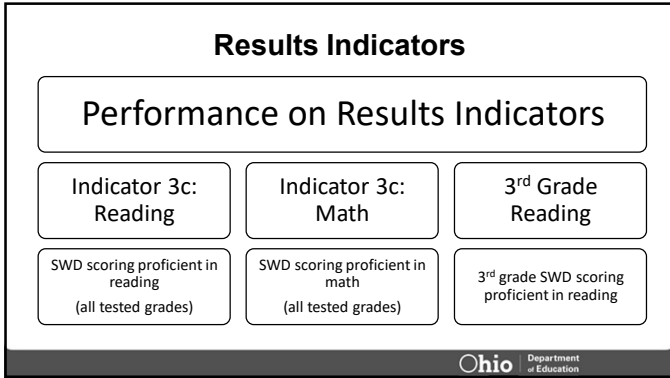 Results Indicators
Performance on Results Indicators
Indicator 3c:
Reading
Indicator 3c:
Math
3rd Grade
Reading
SWD scoring proficient in
reading
(all tested grades)
SWD scoring proficient in
math
(all tested grades)
3rd grade SWD scoring
proficient in reading
Ohio
Department
of Education